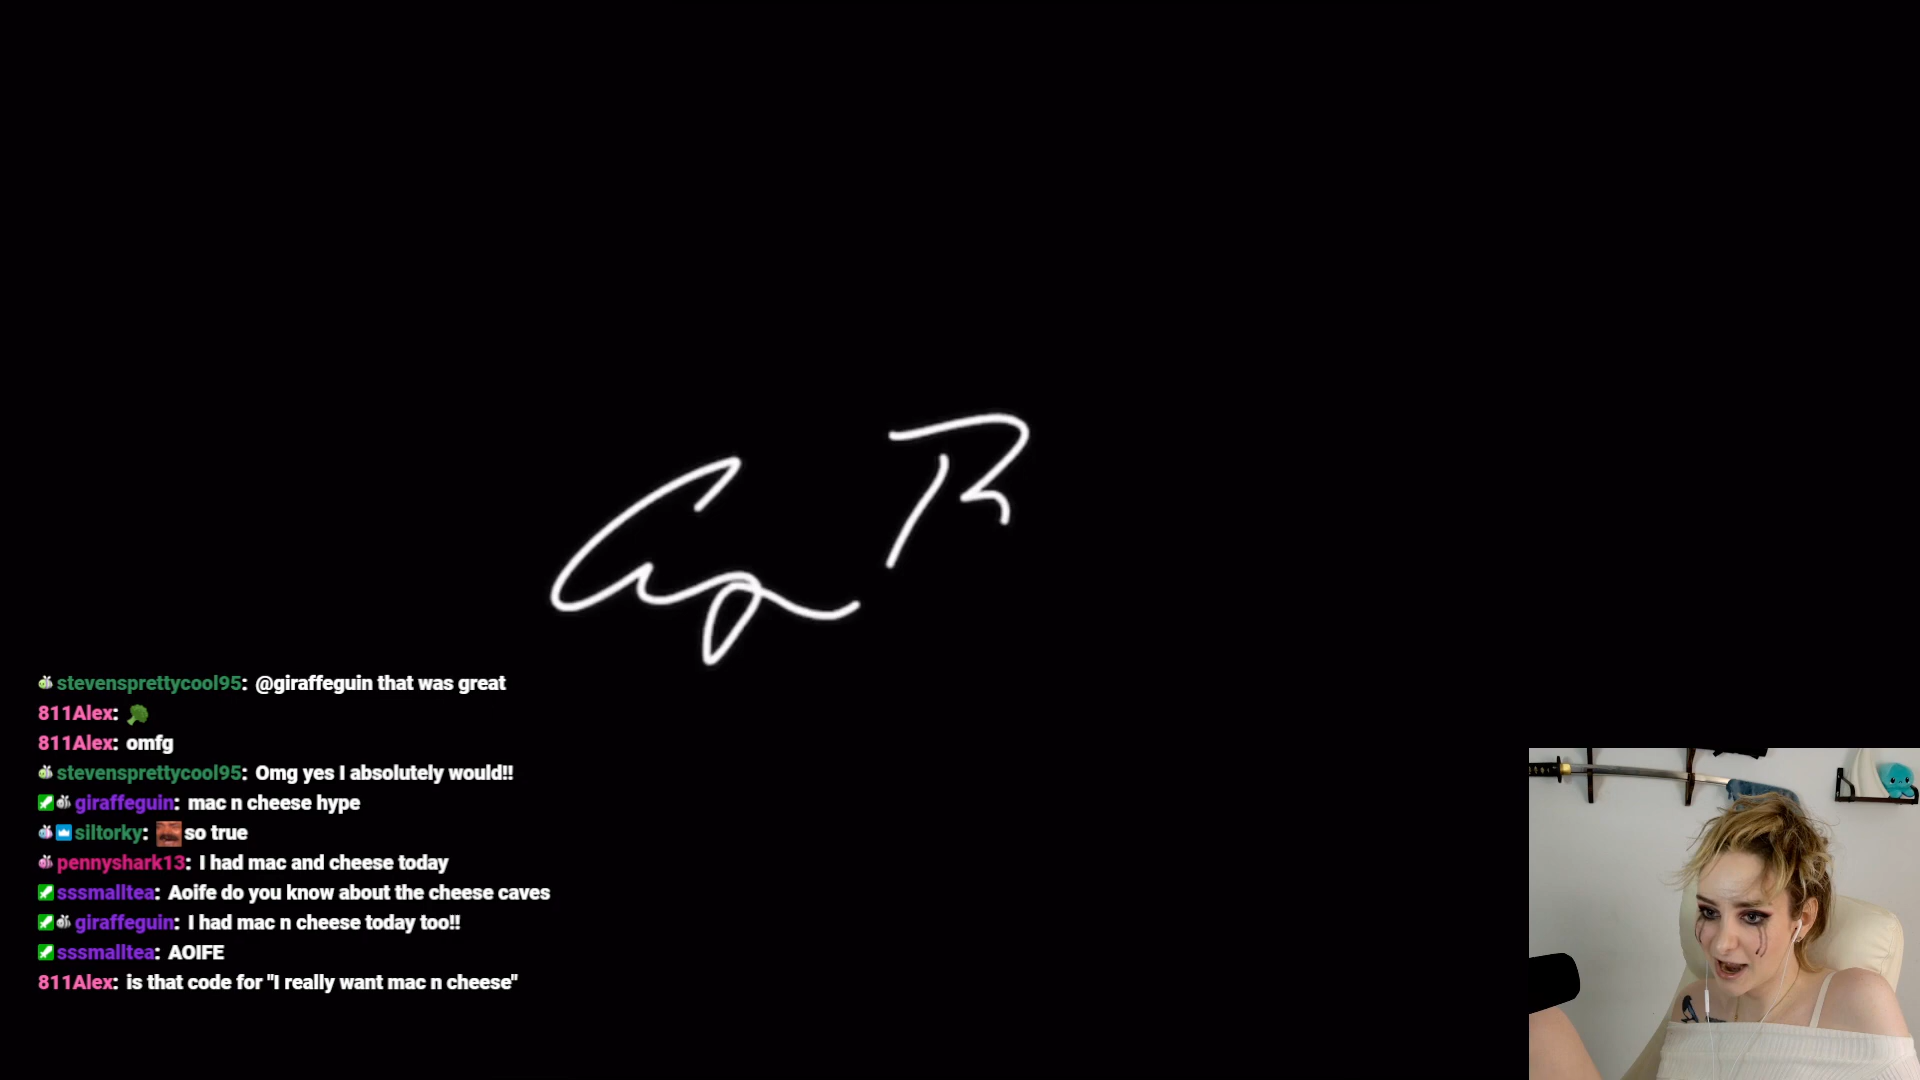 stevensprettycool95: @giraffeguin that was great
811Alex:
811Alex: omfg
stevensprettycool95: Omg yes I absolutely would!!
giraffeguin: mac n cheese hype
siltorky: so true
pennyshark13: I had mac and cheese today
sssmalltea: Aoife do you know about the cheese caves
giraffeguin: I had mac n cheese today too!!
sssmalltea: AOIFE
811Alex: is that code for "I really want mac n cheese"